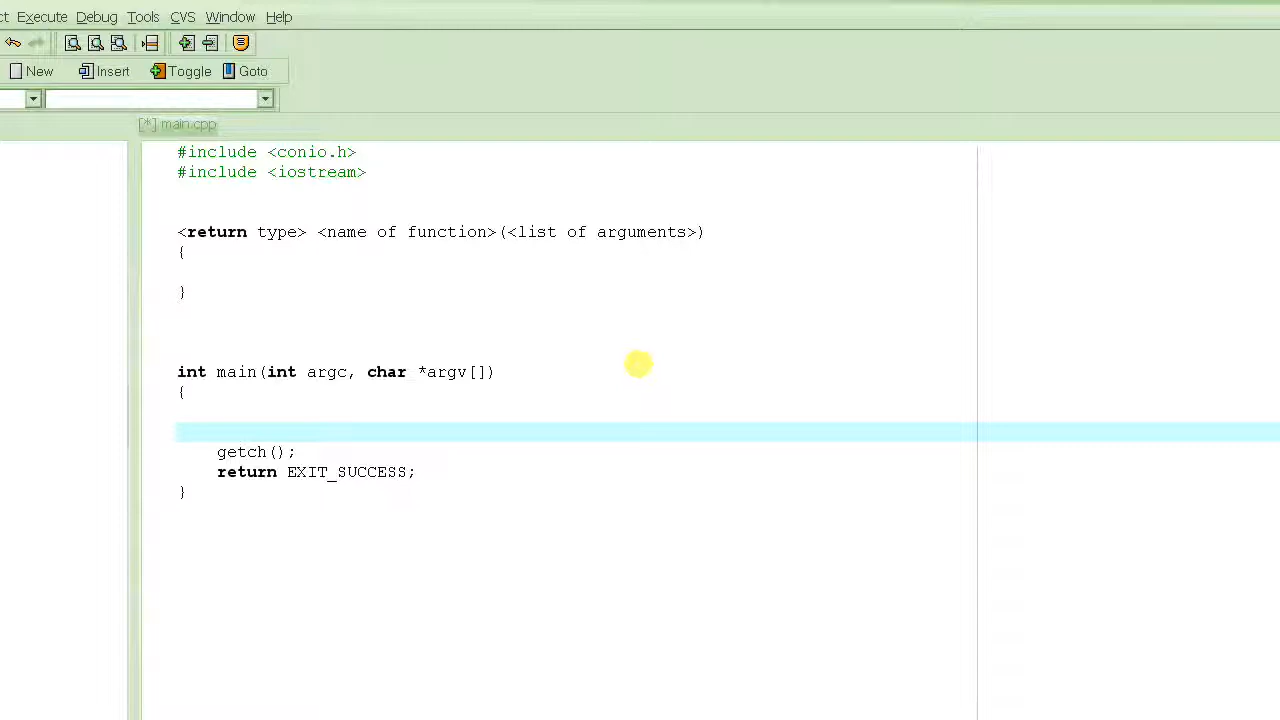 Execute Debug Tools CVS Window Help
New Insert Toggle Goto
[*] main.cpp
#include <conio.h>
#include <iostream>
<return type> <name of function>(<list of arguments>)
{
}
int main(int argc, char *argv[])
{
getch();
return EXIT_SUCCESS;
}